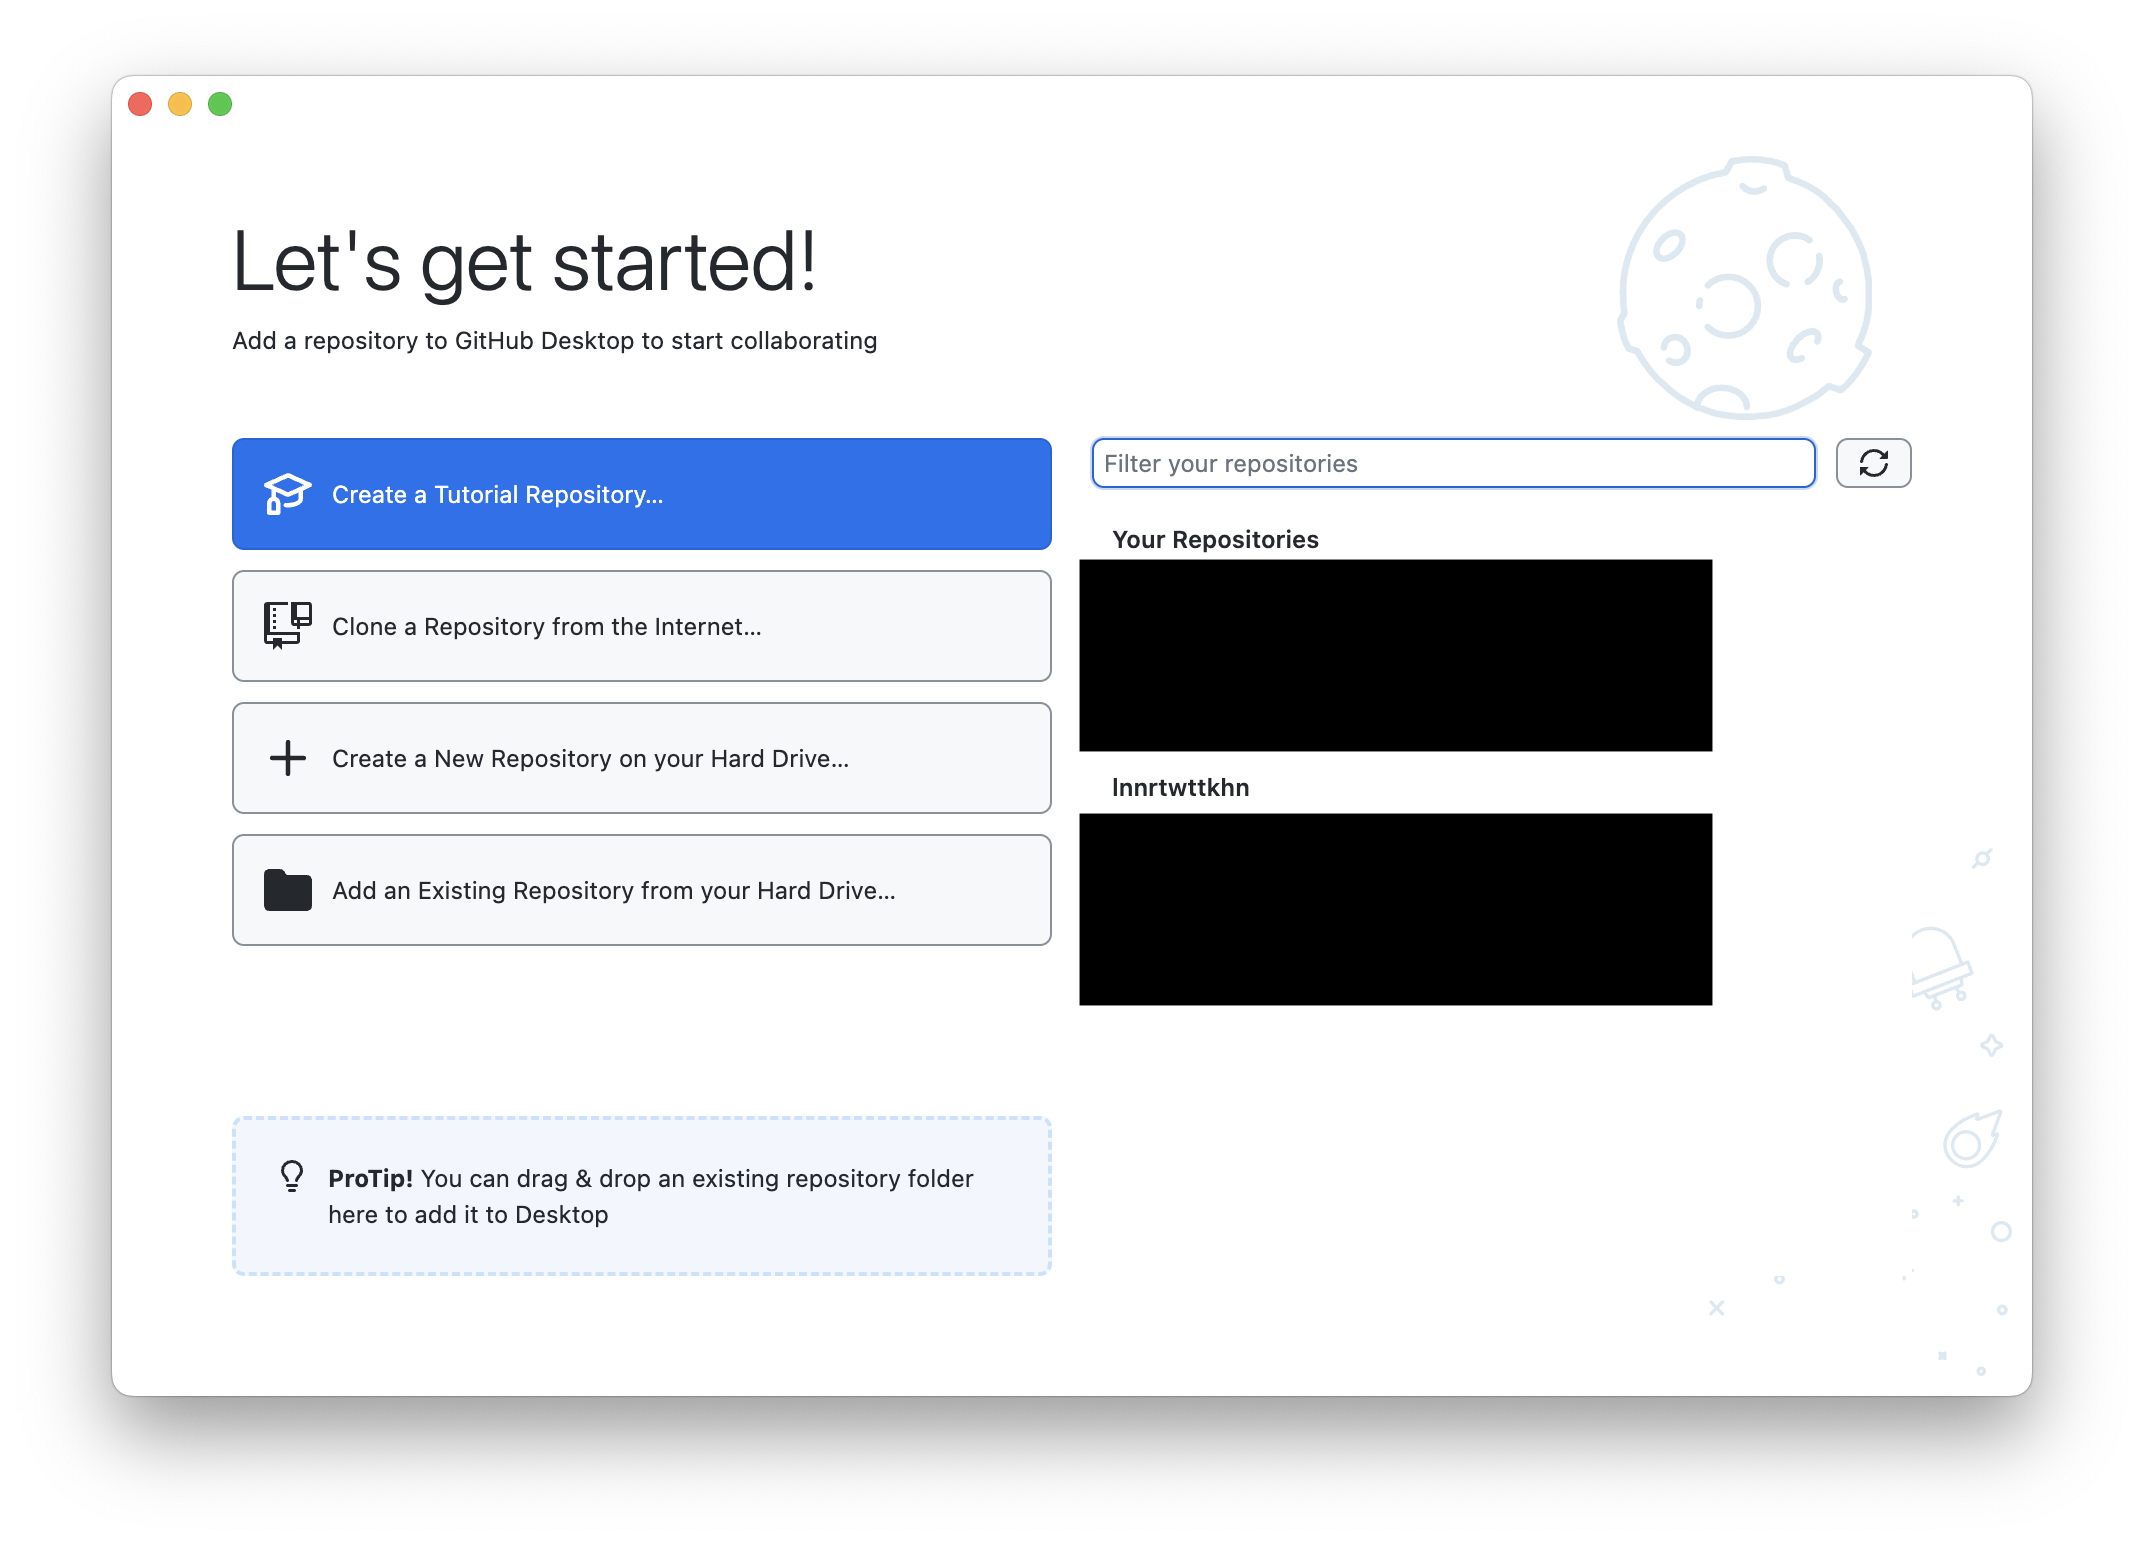 Let's get started!
Add a repository to GitHub Desktop to start collaborating
Create a Tutorial Repository...
Clone a Repository from the Internet...
Create a New Repository on your Hard Drive...
Add an Existing Repository from your Hard Drive...
ProTip! You can drag & drop an existing repository folder
here to add it to Desktop
Filter your repositories
Your Repositories
lnnrtwttkhn